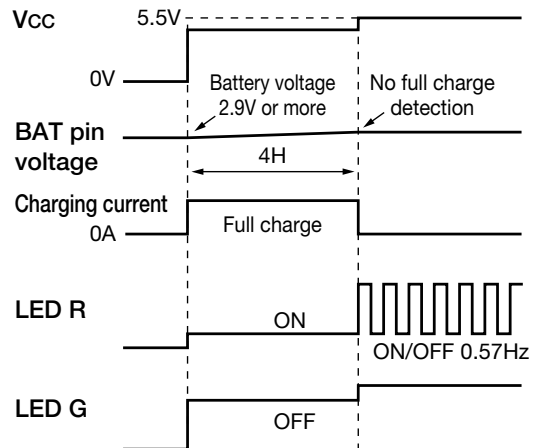 Vcc
5.5V
0V
Battery voltage
2.9V or more
No full charge
detection
BAT pin
voltage
4H
Charging current
0A
Full charge
LED R
ON
ON/OFF 0.57Hz
LED G
OFF